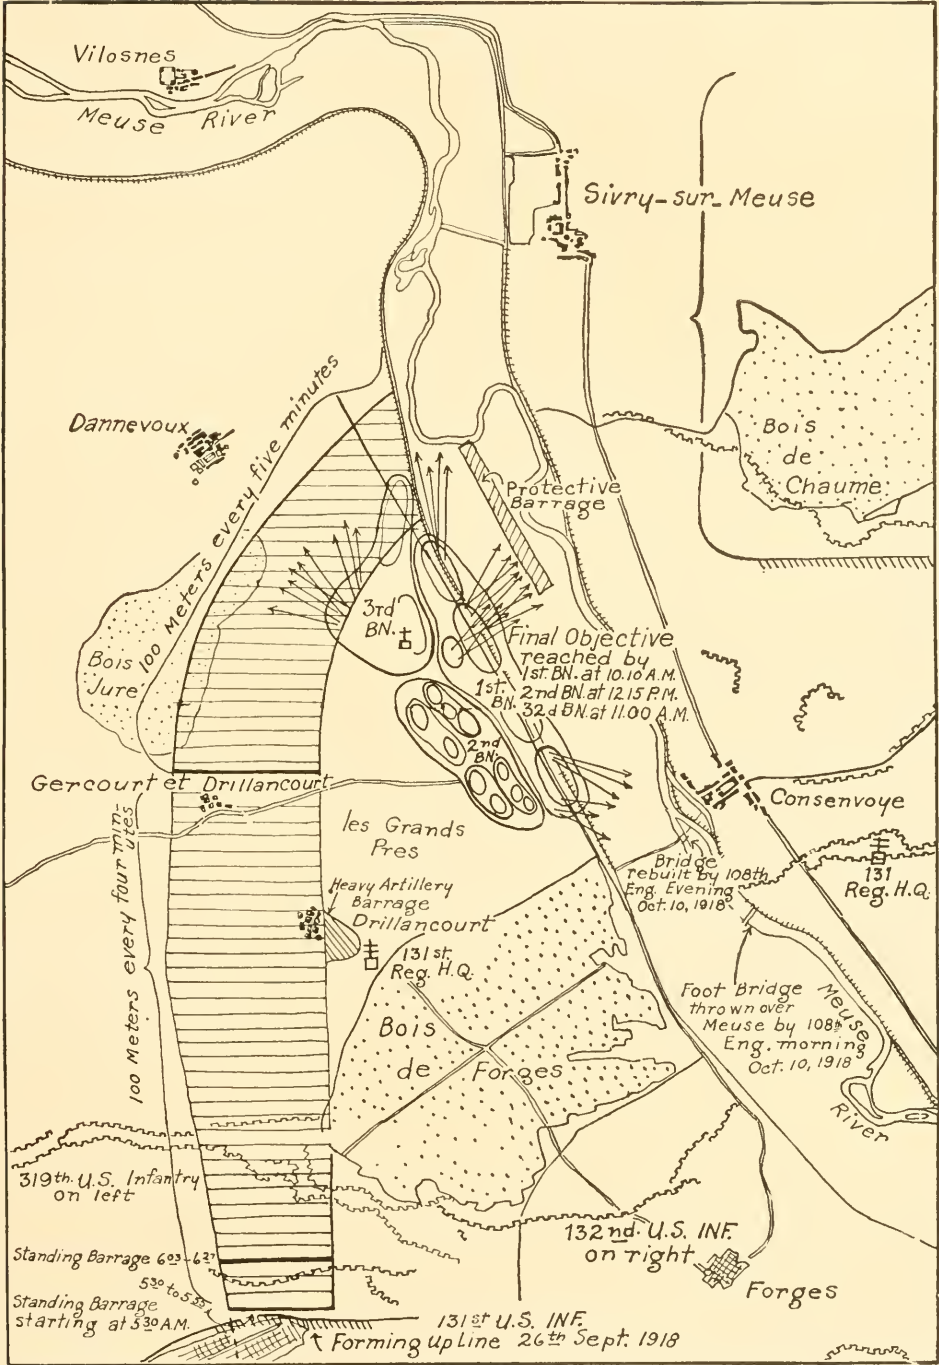 Vilosnes
Meuse River
Sivry-sur-Meuse
Dannevoux
100 meters every five minutes
Bois
de
Chaume
Protective
Barrage
3rd
BN.
Bois
Jure
Final Objective
reached by
1st. BN. at 10.10 A.M.
2nd BN. at 12 15 P.M.
32d BN. at 11.00 A.M.
1st.
BN.
2nd
BN.
Gercourt et Drillancourt
Consenvoye
100 Meters every four min-
utes
les Grands
Pres
Bridge
rebuilt by 108th
Eng. Evening
Oct. 10, 1918
131
Reg. H.Q.
Heavy Artillery
Barrage
Drillancourt
131st.
Reg. H.Q.
Foot Bridge
thrown over
Meuse by 108th
Eng. morning
Oct. 10, 1918
Meuse
River
Bois
de Forges
319th. U.S. Infantry
on left
132nd. U.S. INF.
on right
Forges
Standing Barrage 6 03 - 6 27
5 30 to 5 55
Standing Barrage
starting at 5 30 A.M.
131st U.S. INF.
Forming Up Line 26th Sept. 1918